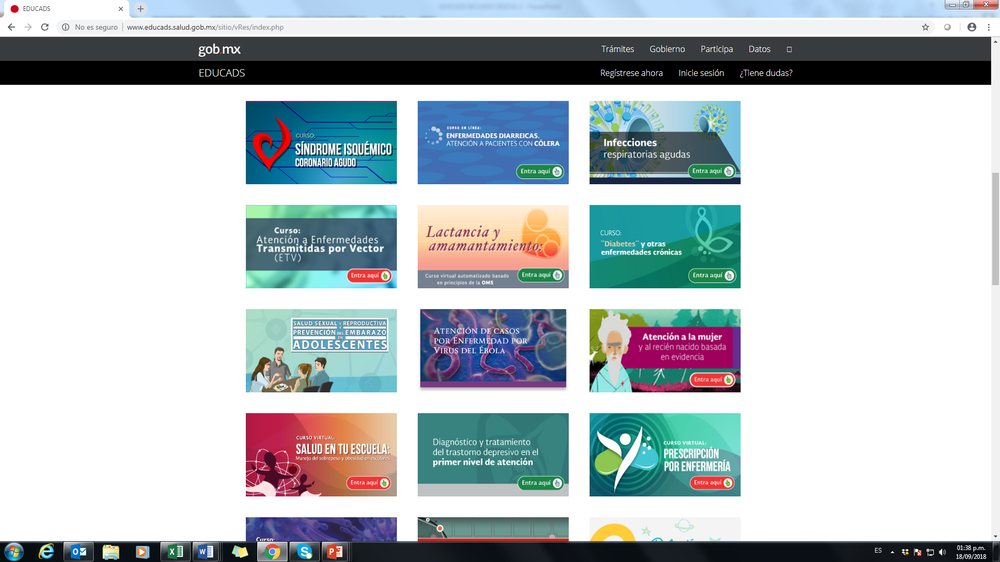 EDUCADS
No es seguro
www.educads.salud.gob.mx/sitio/vRes/index.php
gob.mx
Trámites
Gobierno
Participa
Datos
EDUCADS
Regístrese ahora
Inicie sesión
¿Tiene dudas?
CURSO:
SÍNDROME ISQUÉMICO
CORONARIO AGUDO
CURSO EN LÍNEA:
ENFERMEDADES DIARREICAS.
ATENCIÓN A PACIENTES CON CÓLERA
Entra aquí
Infecciones
respiratorias agudas
Entra aquí
Curso:
Atención a Enfermedades
Transmitidas por Vector
(ETV)
Entra aquí
Lactancia y
amamantamiento:
Curso virtual automatizado basado
en principios de la OMS
Entra aquí
CURSO:
¨Diabetes¨ y otras
enfermedades crónicas
Entra aquí
SALUD SEXUAL Y REPRODUCTIVA
Y
PREVENCIÓN DEL EMBARAZO
EN
ADOLESCENTES
ATENCIÓN DE CASOS
POR ENFERMEDAD POR
VIRUS DEL ÉBOLA
Atención a la mujer
y al recién nacido basada
en evidencia
Entra aquí
CURSO VIRTUAL:
SALUD EN TU ESCUELA:
Manejo del sobrepeso y obesidad en escolares
Entra aquí
Diagnóstico y tratamiento
del trastorno depresivo en el
primer nivel de atención
Entra aquí
CURSO VIRTUAL:
PRESCRIPCIÓN
POR ENFERMERÍA
Entra aquí
Curso:
ES
01:38 p.m.
18/09/2018